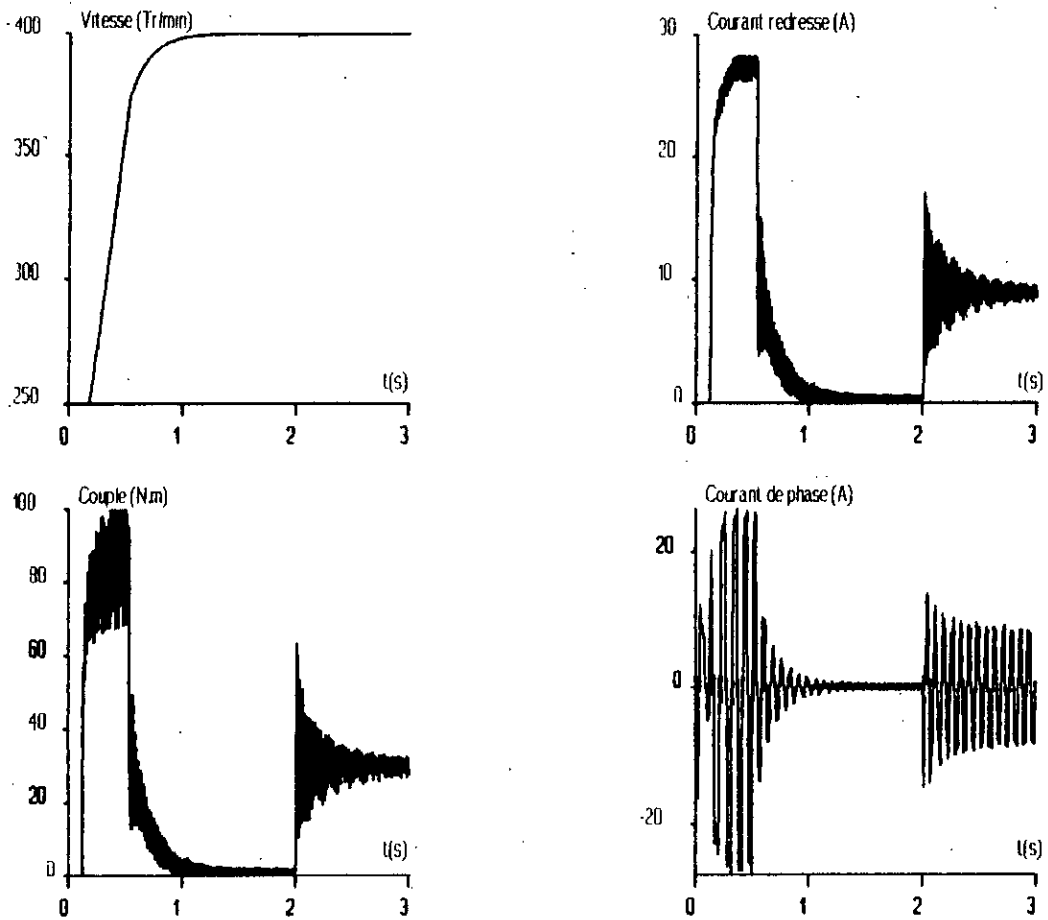 Vitesse (Tr/min)
400
350
300
250
t(s)
0 1 2 3
Courant redresse (A)
30
20
10
0
t(s)
0 1 2 3
Couple (N.m)
100
80
60
40
20
0
t(s)
0 1 2 3
Courant de phase (A)
20
0
-20
t(s)
0 1 2 3